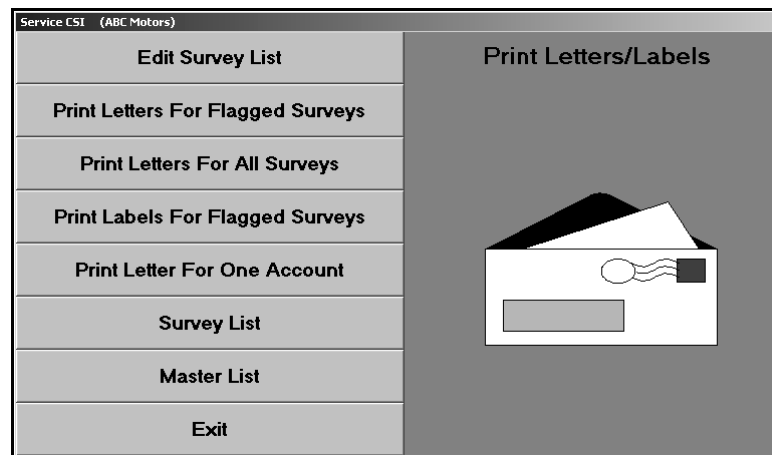 Service CSI (ABC Motors)
Edit Survey List
Print Letters For Flagged Surveys
Print Letters For All Surveys
Print Labels For Flagged Surveys
Print Letter For One Account
Survey List
Master List
Exit
Print Letters/Labels